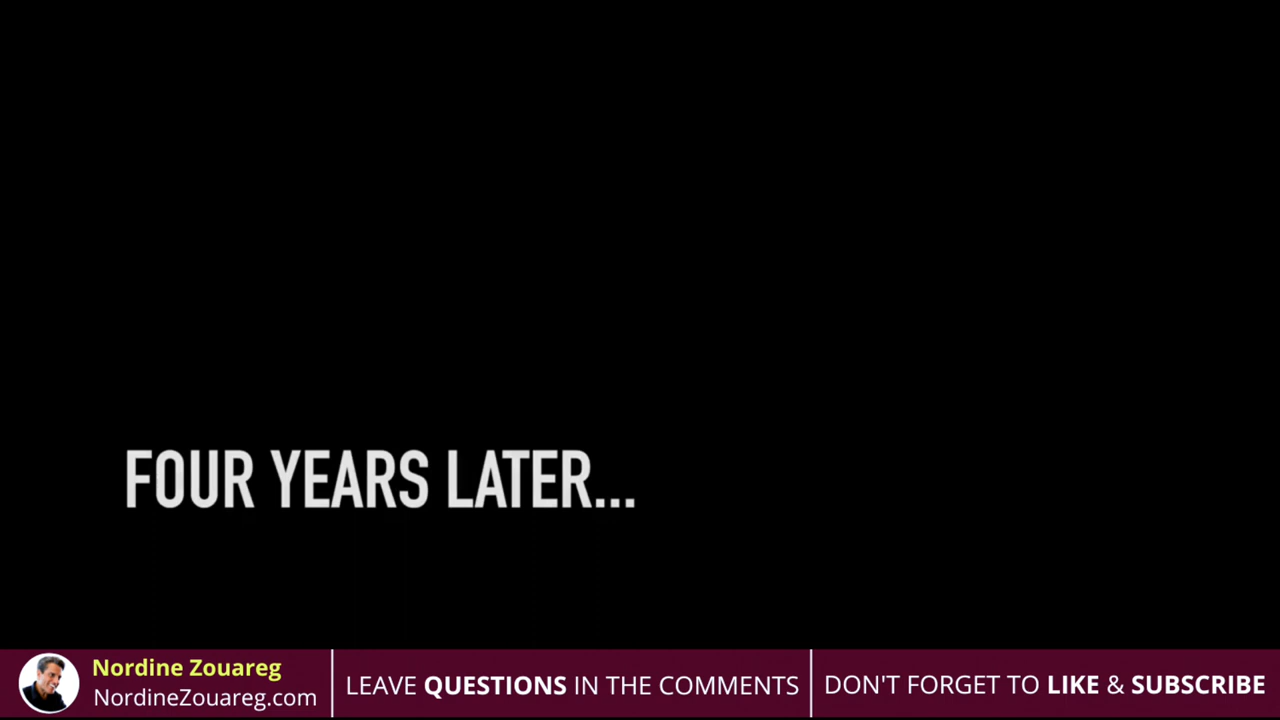 FOUR YEARS LATER...
Nordine Zouareg
NordineZouareg.com
LEAVE QUESTIONS IN THE COMMENTS
DON'T FORGET TO LIKE & SUBSCRIBE